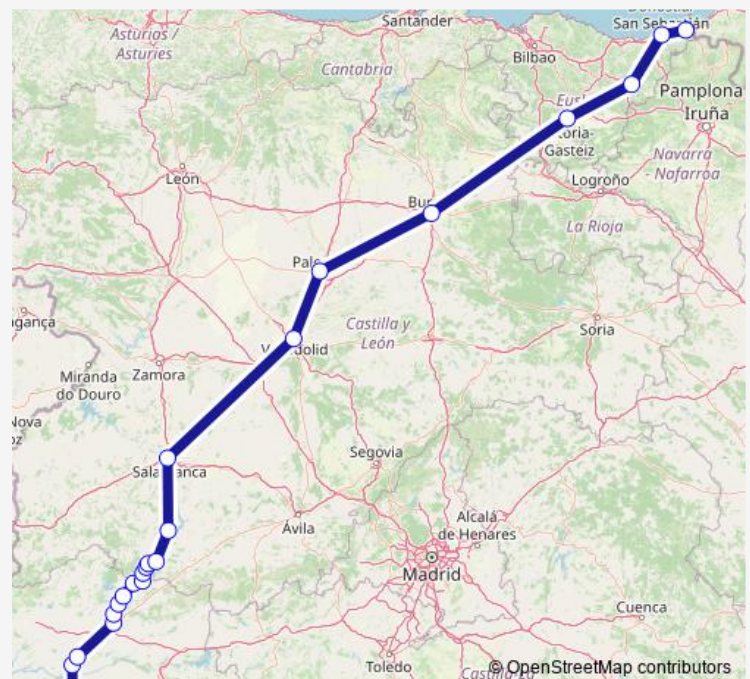 Santander
San Sebastián
Asturias /
Asturies
Bilbao
Cantabria
Pamplona
Iruña
Gasteiz
León
Navarra
- Nafarroa
Logroño
La Rioja
Castilla y
León
Soria
Miranda
do Douro
Zamora
Segovia
Ávila
Alcalá
de Henares
Madrid
Cuenca
Toledo
© OpenStreetMap contributors